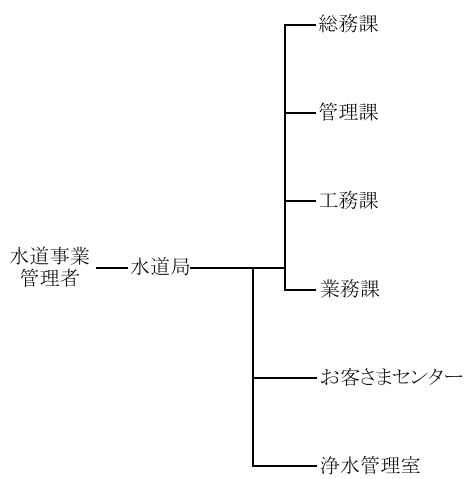 総務課
管理課
工務課
水道事業
管理者
水道局
業務課
お客さまセンター
浄水管理室